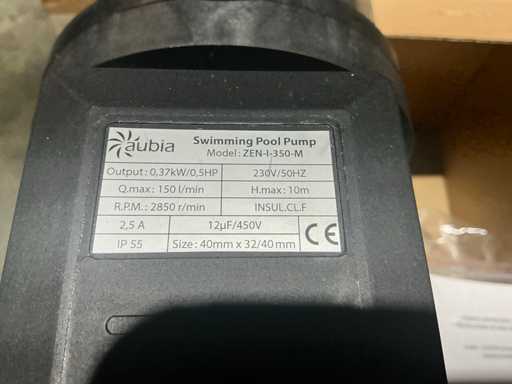 aubia
Swimming Pool Pump
Model: ZEN-I-350-M
Output: 0,37kW/0,5HP 230V/50HZ
Q.max: 150 l/min H.max: 10m
R.P.M.: 2850 r/min INSUL.CL.F
2,5 A 12µF/450V
IP 55 Size: 40mm x 32/40 mm CE